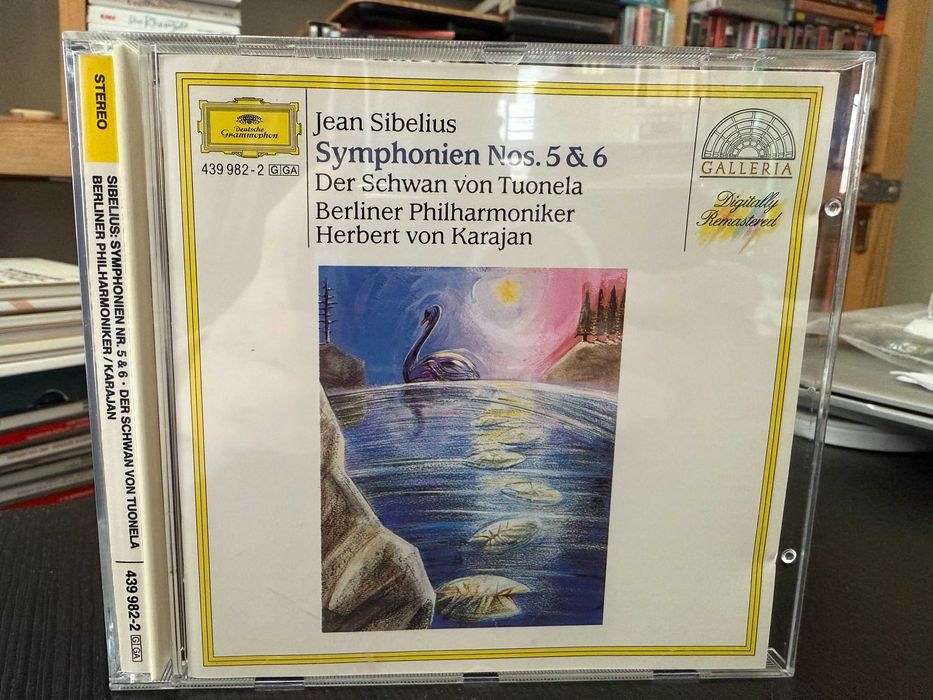 STEREO
SIBELIUS: SYMPHONIEN NR. 5 & 6 · DER SCHWAN VON TUONELA
BERLINER PHILHARMONIKER / KARAJAN
439 982-2 G GA
Deutsche
Grammophon
439 982-2 G GA
Jean Sibelius
Symphonien Nos. 5 & 6
Der Schwan von Tuonela
Berliner Philharmoniker
Herbert von Karajan
GALLERIA
Digitally
Remastered